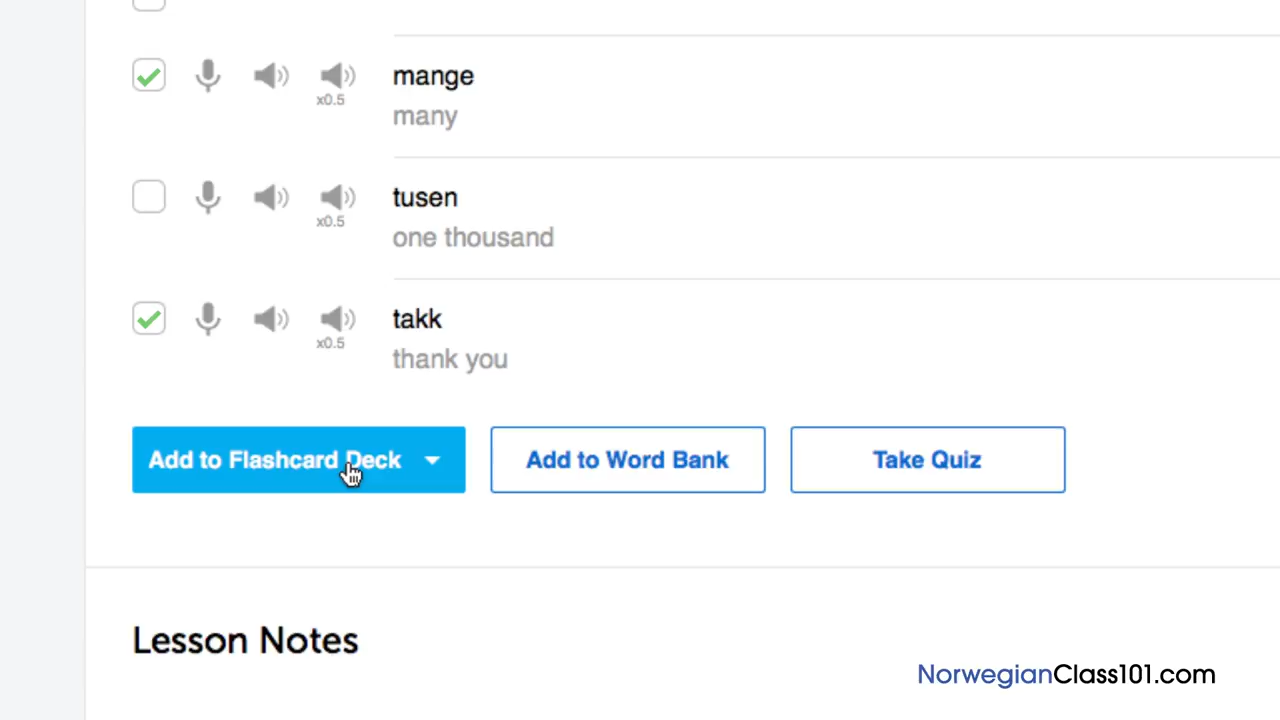 mange
x0.5
many
tusen
x0.5
one thousand
takk
x0.5
thank you
Add to Flashcard Deck
Add to Word Bank
Take Quiz
Lesson Notes
NorwegianClass101.com